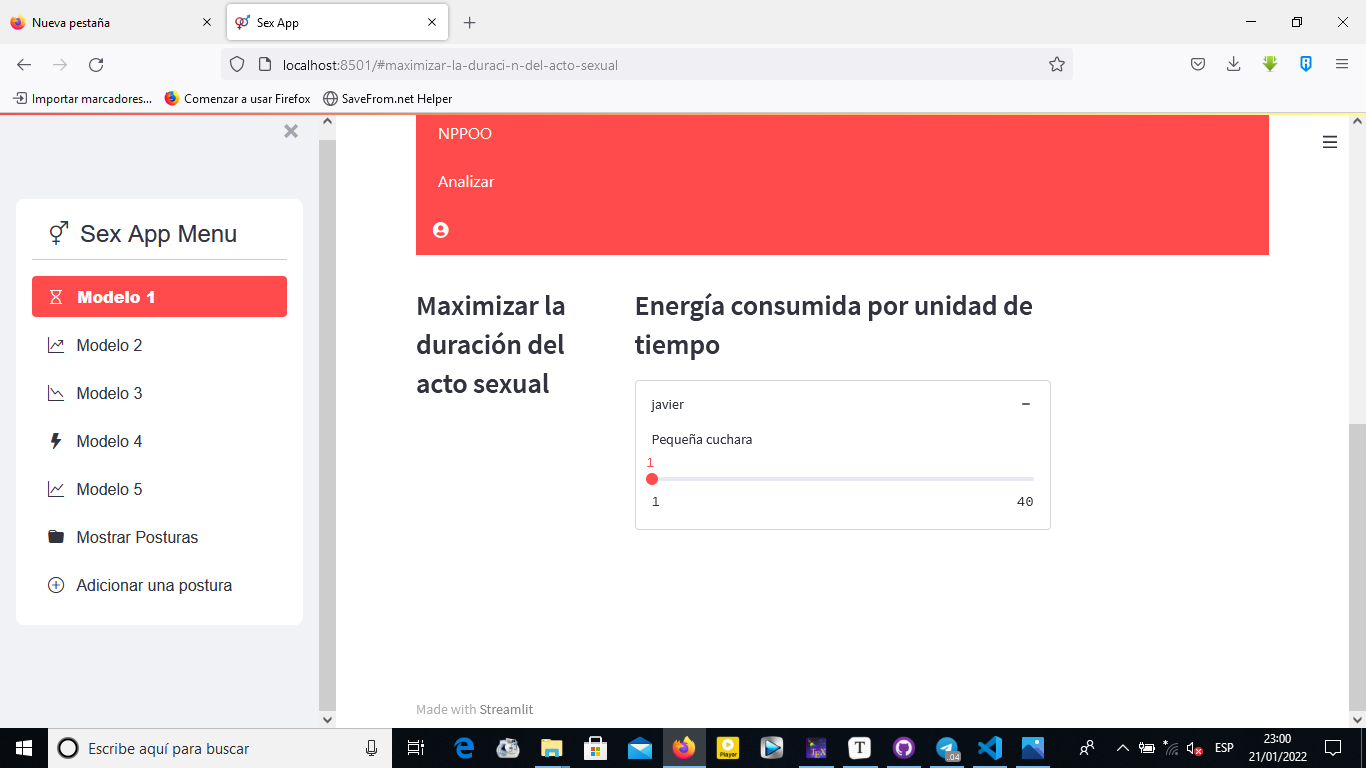 Nueva pestaña
Sex App
localhost:8501/#maximizar-la-duraci-n-del-acto-sexual
Importar marcadores...
Comenzar a usar Firefox
SaveFrom.net Helper
Sex App Menu
Modelo 1
Modelo 2
Modelo 3
Modelo 4
Modelo 5
Mostrar Posturas
Adicionar una postura
NPPOO
Analizar
Maximizar la
duración del
acto sexual
Energía consumida por unidad de
tiempo
javier
Pequeña cuchara
1
1
40
Made with Streamlit
Escribe aquí para buscar
Player
TEX
T
04
ESP
23:00
21/01/2022